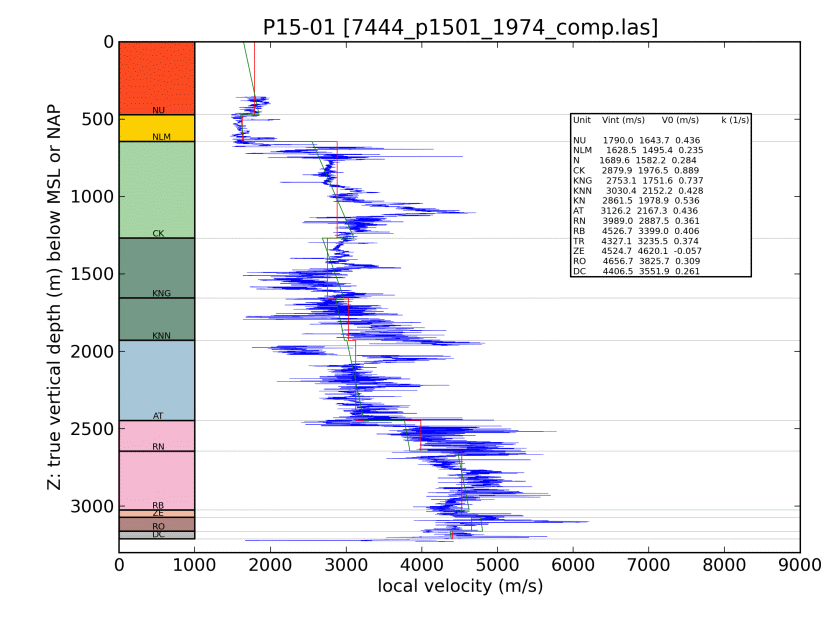 P15-01 [7444_p1501_1974_comp.las]
0
500
1000
1500
2000
2500
3000
Z: true vertical depth (m) below MSL or NAP
NU
NLM
CK
KNG
KNN
AT
RN
RB
ZE
RO
DC
Unit Vint (m/s) V0 (m/s) k (1/s)
NU 1790.0 1643.7 0.436
NLM 1628.5 1495.4 0.235
N 1689.6 1582.2 0.284
CK 2879.9 1976.5 0.889
KNG 2753.1 1751.6 0.737
KNN 3030.4 2152.2 0.428
KN 2861.5 1978.9 0.536
AT 3126.2 2167.3 0.436
RN 3989.0 2887.5 0.361
RB 4526.7 3399.0 0.406
TR 4327.1 3235.5 0.374
ZE 4524.7 4620.1 -0.057
RO 4656.7 3825.7 0.309
DC 4406.5 3551.9 0.261
0 1000 2000 3000 4000 5000 6000 7000 8000 9000
local velocity (m/s)